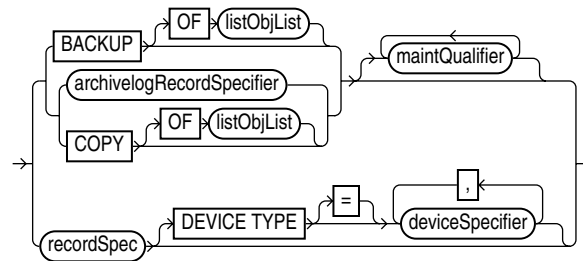 OF listObjList
BACKUP
maintQualifier
archivelogRecordSpecifier
OF listObjList
COPY
,
=
DEVICE TYPE deviceSpecifier
recordSpec